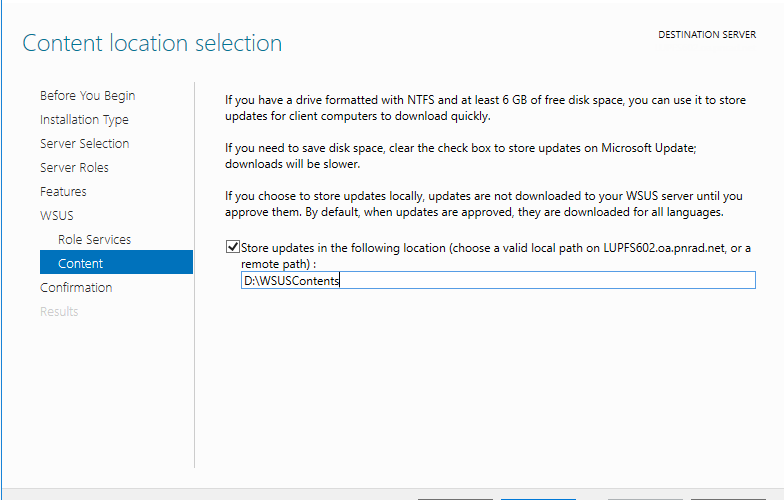 Content location selection
DESTINATION SERVER
Before You Begin
Installation Type
Server Selection
Server Roles
Features
WSUS
Role Services
Content
Confirmation
Results
If you have a drive formatted with NTFS and at least 6 GB of free disk space, you can use it to store
updates for client computers to download quickly.
If you need to save disk space, clear the check box to store updates on Microsoft Update;
downloads will be slower.
If you choose to store updates locally, updates are not downloaded to your WSUS server until you
approve them. By default, when updates are approved, they are downloaded for all languages.
Store updates in the following location (choose a valid local path on LUPFS602.oa.pnrad.net, or a
remote path) :
D:\WSUSContents